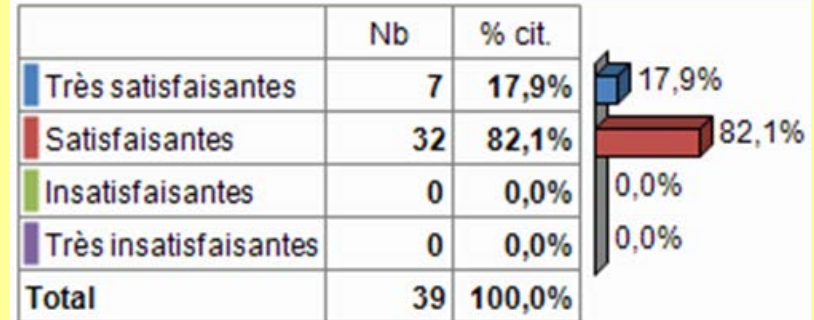 Nb % cit.
Très satisfaisantes 7 17,9% 17,9%
Satisfaisantes 32 82,1% 82,1%
Insatisfaisantes 0 0,0% 0,0%
Très insatisfaisantes 0 0,0% 0,0%
Total 39 100,0%